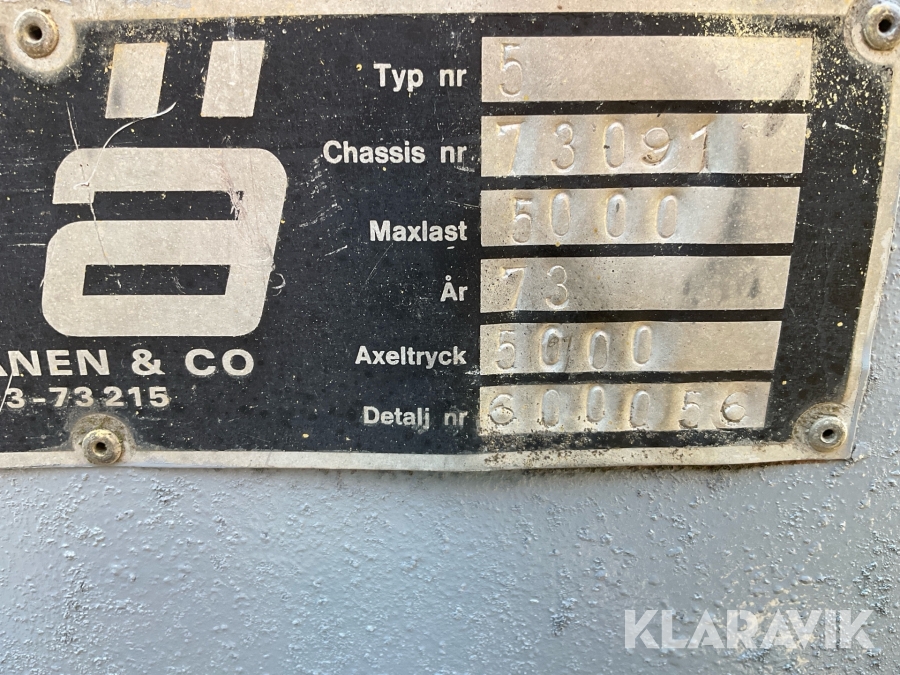 ä
Typ nr 5
Chassis nr 73091
Maxlast 5000
År 73
Axeltryck 5000
Detalj nr 600056
ANEN & CO
3-73 215
KLARAVIK